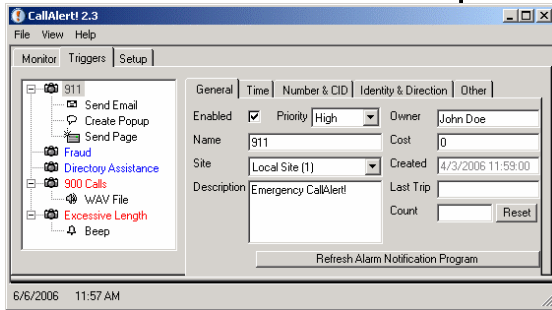 CallAlert! 2.3
File View Help
Monitor Triggers Setup
911
Send Email
Create Popup
Send Page
Fraud
Directory Assistance
900 Calls
WAV File
Excessive Length
Beep
General Time Number & CID Identity & Direction Other
Enabled Priority High Owner John Doe
Name 911 Cost 0
Site Local Site (1) Created 4/3/2006 11:59:00
Description Emergency CallAlert! Last Trip
Count Reset
Refresh Alarm Notification Program
6/6/2006 11:57 AM